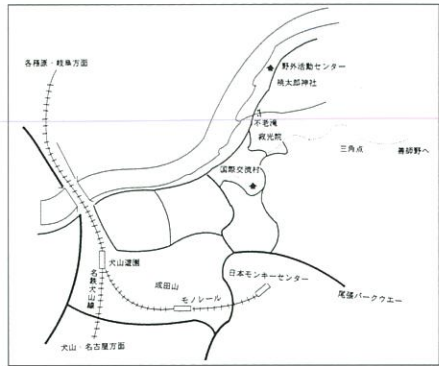 各務原・岐阜方面
野外活動センター
桃太郎神社
不老滝
寂光院
三角点
善師野へ
国際交流村
犬山遊園
名鉄犬山線
成田山
モノレール
日本モンキーセンター
尾張パークウエー
犬山・名古屋方面